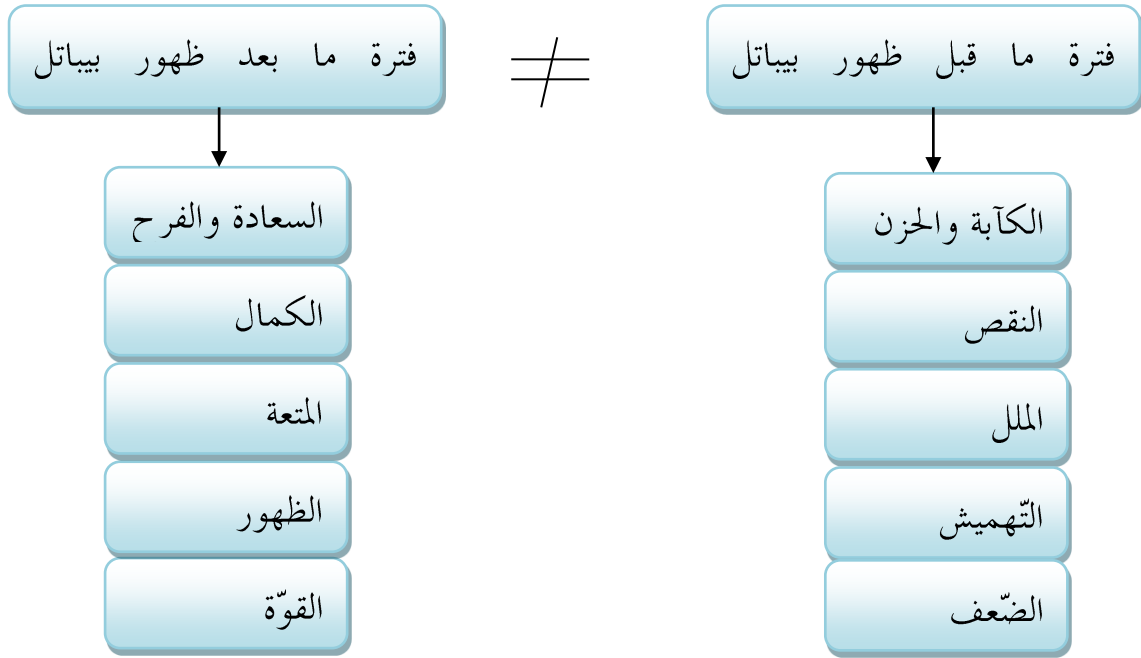 فترة ما قبل ظهور بيباتل
≠
فترة ما بعد ظهور بيباتل
الكآبة والحزن
النقص
الملل
التّهميش
الضّعف
السعادة والفرح
الكمال
المتعة
الظهور
القوّة